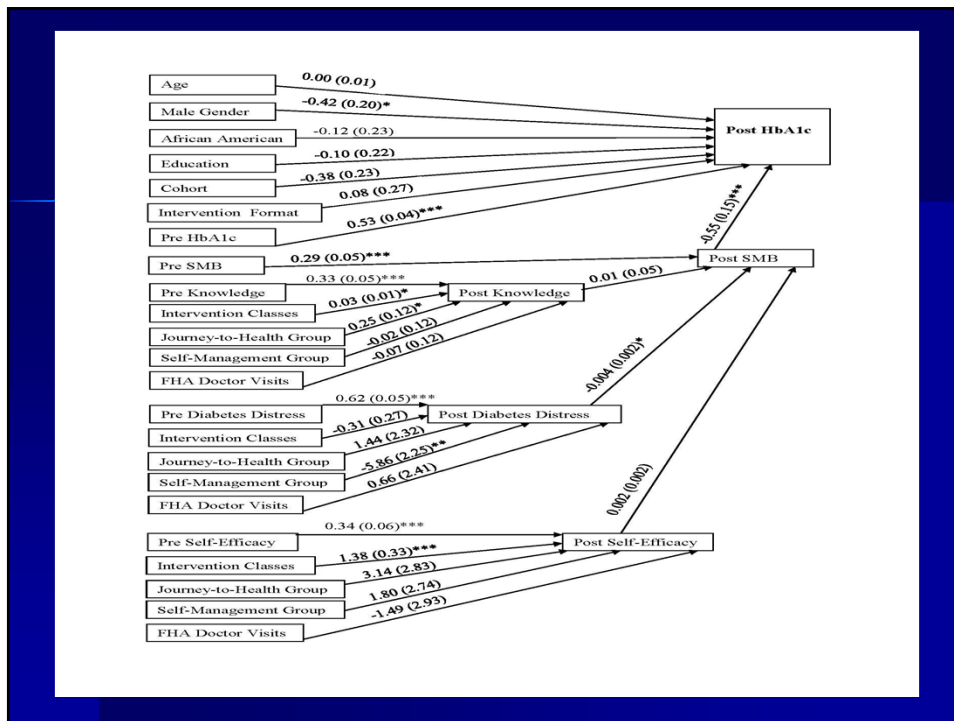 Age
0.00 (0.01)
Male Gender
-0.42 (0.20)*
Post HbA1c
African American
-0.12 (0.23)
Education
-0.10 (0.22)
Cohort
-0.38 (0.23)
Intervention Format
0.08 (0.27)
Pre HbA1c
0.53 (0.04)***
-0.55 (0.15)***
Pre SMB
0.29 (0.05)***
Post SMB
Pre Knowledge
0.33 (0.05)***
Post Knowledge
0.01 (0.05)
Intervention Classes
0.03 (0.01)*
Journey-to-Health Group
0.25 (0.12)*
Self-Management Group
-0.02 (0.12)
FHA Doctor Visits
-0.07 (0.12)
-0.004 (0.002)*
Pre Diabetes Distress
0.62 (0.05)***
Post Diabetes Distress
Intervention Classes
-0.31 (0.27)
Journey-to-Health Group
1.44 (2.32)
Self-Management Group
-5.86 (2.25)**
FHA Doctor Visits
0.66 (2.41)
0.002 (0.002)
Pre Self-Efficacy
0.34 (0.06)***
Post Self-Efficacy
Intervention Classes
1.38 (0.33)***
Journey-to-Health Group
3.14 (2.83)
Self-Management Group
1.80 (2.74)
FHA Doctor Visits
-1.49 (2.93)